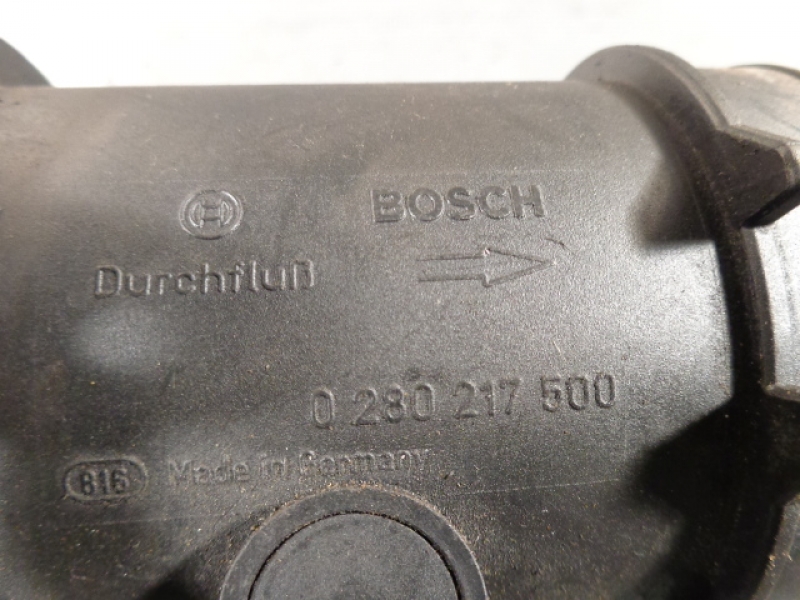 BOSCH
Durchfluß
0 280 217 500
816 Made in Germany